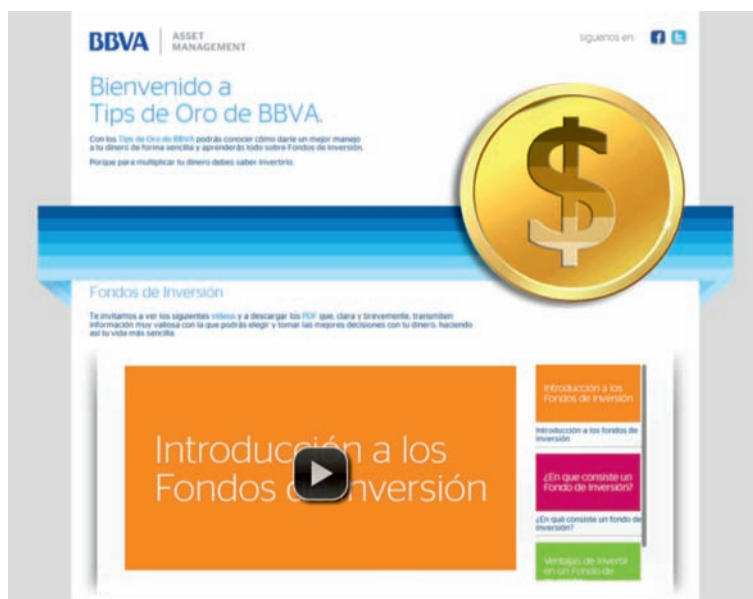 BBVA
ASSET
MANAGEMENT
síguenos en:
Bienvenido a
Tips de Oro de BBVA.
Con los Tips de Oro de BBVA podrás conocer cómo darle un mejor manejo
a tu dinero de forma sencilla y aprenderás todo sobre Fondos de Inversión.
Porque para multiplicar tu dinero debes saber invertirlo.
$
Fondos de Inversión
Te invitamos a ver los siguientes videos y a descargar los PDF que, clara y brevemente, transmiten
información muy valiosa con la que podrás elegir y tomar las mejores decisiones con tu dinero, haciendo
así tu vida más sencilla.
Introducción a los
Fondos de Inversión
Introducción a los
Fondos de Inversión
Introducción a los fondos de
inversión
¿En que consiste un
Fondo de Inversión?
¿En qué consiste un fondo de
inversión?
Ventajas de Invertir
en un Fondo de